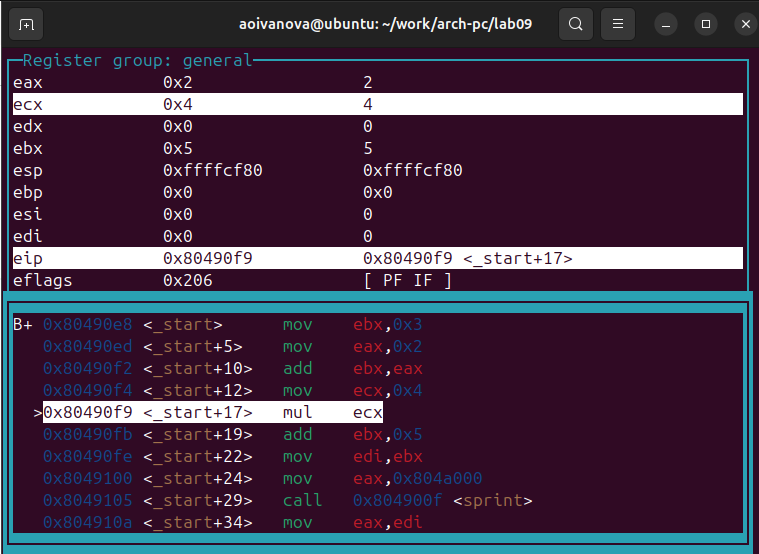 aoivanova@ubuntu: ~/work/arch-pc/lab09
Register group: general
eax 0x2 2
ecx 0x4 4
edx 0x0 0
ebx 0x5 5
esp 0xffffcf80 0xffffcf80
ebp 0x0 0x0
esi 0x0 0
edi 0x0 0
eip 0x80490f9 0x80490f9 <_start+17>
eflags 0x206 [ PF IF ]
B+ 0x80490e8 <_start> mov ebx,0x3
0x80490ed <_start+5> mov eax,0x2
0x80490f2 <_start+10> add ebx,eax
0x80490f4 <_start+12> mov ecx,0x4
>0x80490f9 <_start+17> mul ecx
0x80490fb <_start+19> add ebx,0x5
0x80490fe <_start+22> mov edi,ebx
0x8049100 <_start+24> mov eax,0x804a000
0x8049105 <_start+29> call 0x804900f <sprint>
0x804910a <_start+34> mov eax,edi